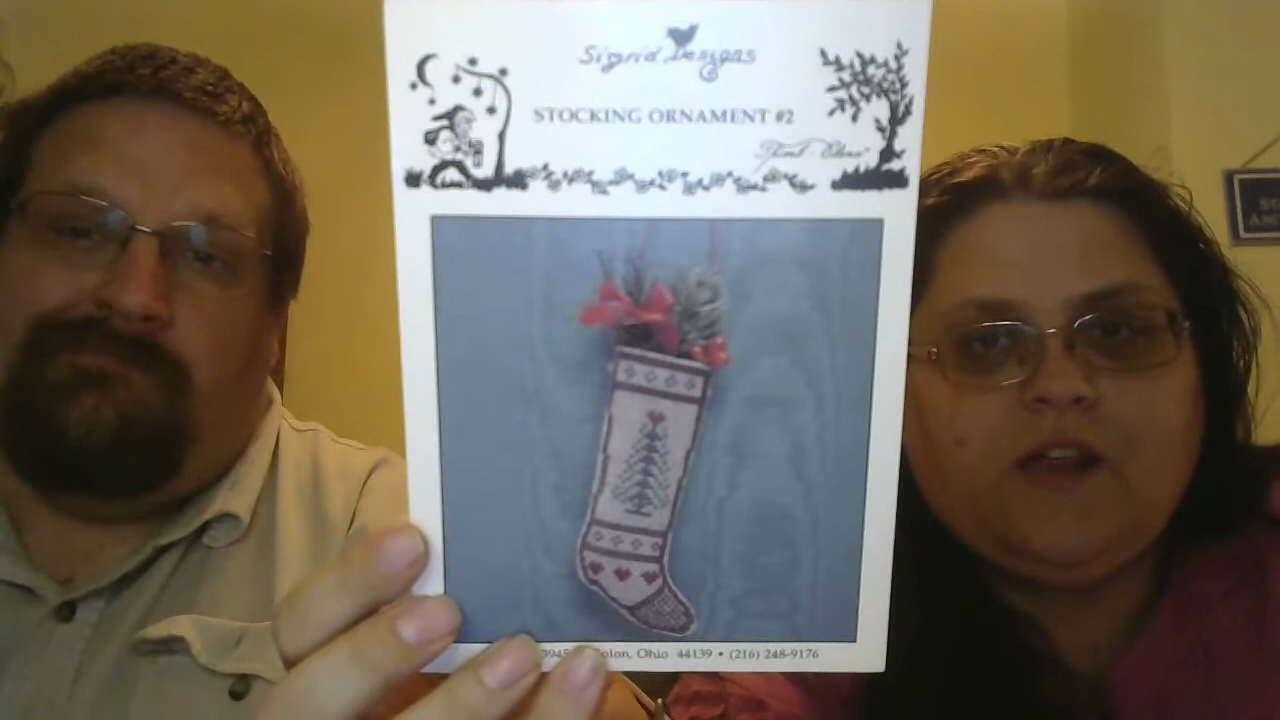 Sigrid Designs
STOCKING ORNAMENT #2
Solon, Ohio 44139 • (216) 248-9176